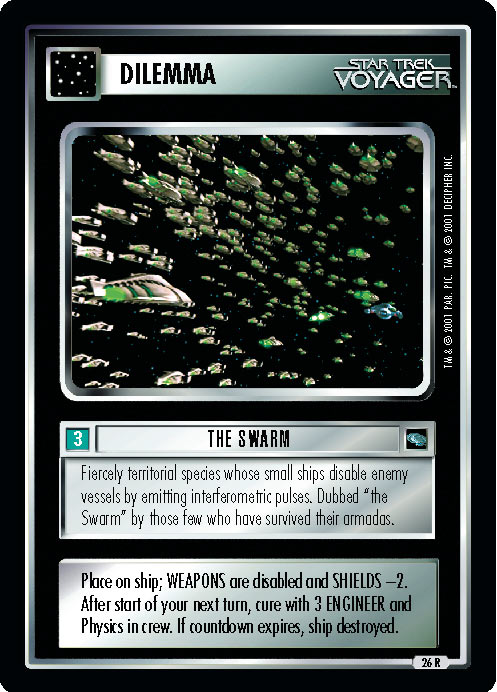 DILEMMA
STAR TREK
VOYAGER™
TM & © 2001 PAR. PIC. TM & © 2001 DECIPHER INC.
3
THE SWARM
Fiercely territorial species whose small ships disable enemy
vessels by emitting interferometric pulses. Dubbed "the
Swarm" by those few who have survived their armadas.
Place on ship; WEAPONS are disabled and SHIELDS –2.
After start of your next turn, cure with 3 ENGINEER and
Physics in crew. If countdown expires, ship destroyed.
26 R